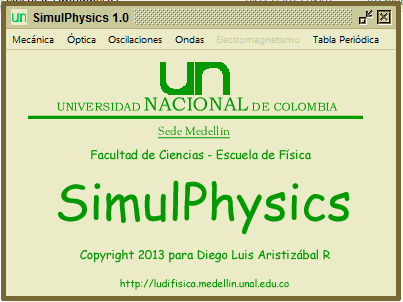 SimulPhysics 1.0
Mecánica Óptica Oscilaciones Ondas Electromagnetismo Tabla Periódica
un
UNIVERSIDAD NACIONAL DE COLOMBIA
Sede Medellín
Facultad de Ciencias - Escuela de Física
SimulPhysics
Copyright 2013 para Diego Luis Aristizábal R
http://ludifisica.medellin.unal.edu.co